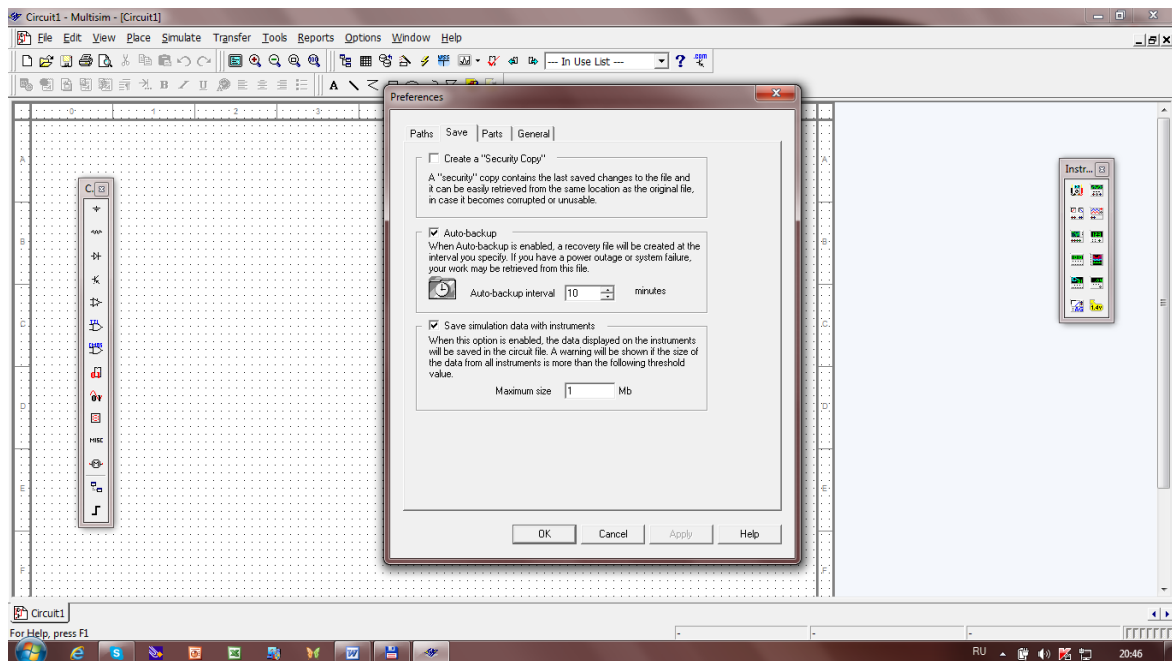 Circuit1 - Multisim - [Circuit1]
File Edit View Place Simulate Transfer Tools Reports Options Window Help
--- In Use List ---
B I U A
Preferences
0 1 2 3
Paths Save Parts General
Create a "Security Copy"
A "security" copy contains the last saved changes to the file and
it can be easily retrieved from the same location as the original file,
in case it becomes corrupted or unusable.
Auto-backup
When Auto-backup is enabled, a recovery file will be created at the
interval you specify. If you have a power outage or system failure,
your work may be retrieved from this file.
Auto-backup interval 10 minutes
Save simulation data with instruments
When this option is enabled, the data displayed on the instruments
will be saved in the circuit file. A warning will be shown if the size of
the data from all instruments is more than the following threshold
value.
Maximum size 1 Mb
OK Cancel Apply Help
C...
MISC
Instr...
1.4v
A A
B B
C C
D D
E E
F F
Circuit1
For Help, press F1
RU 20:46